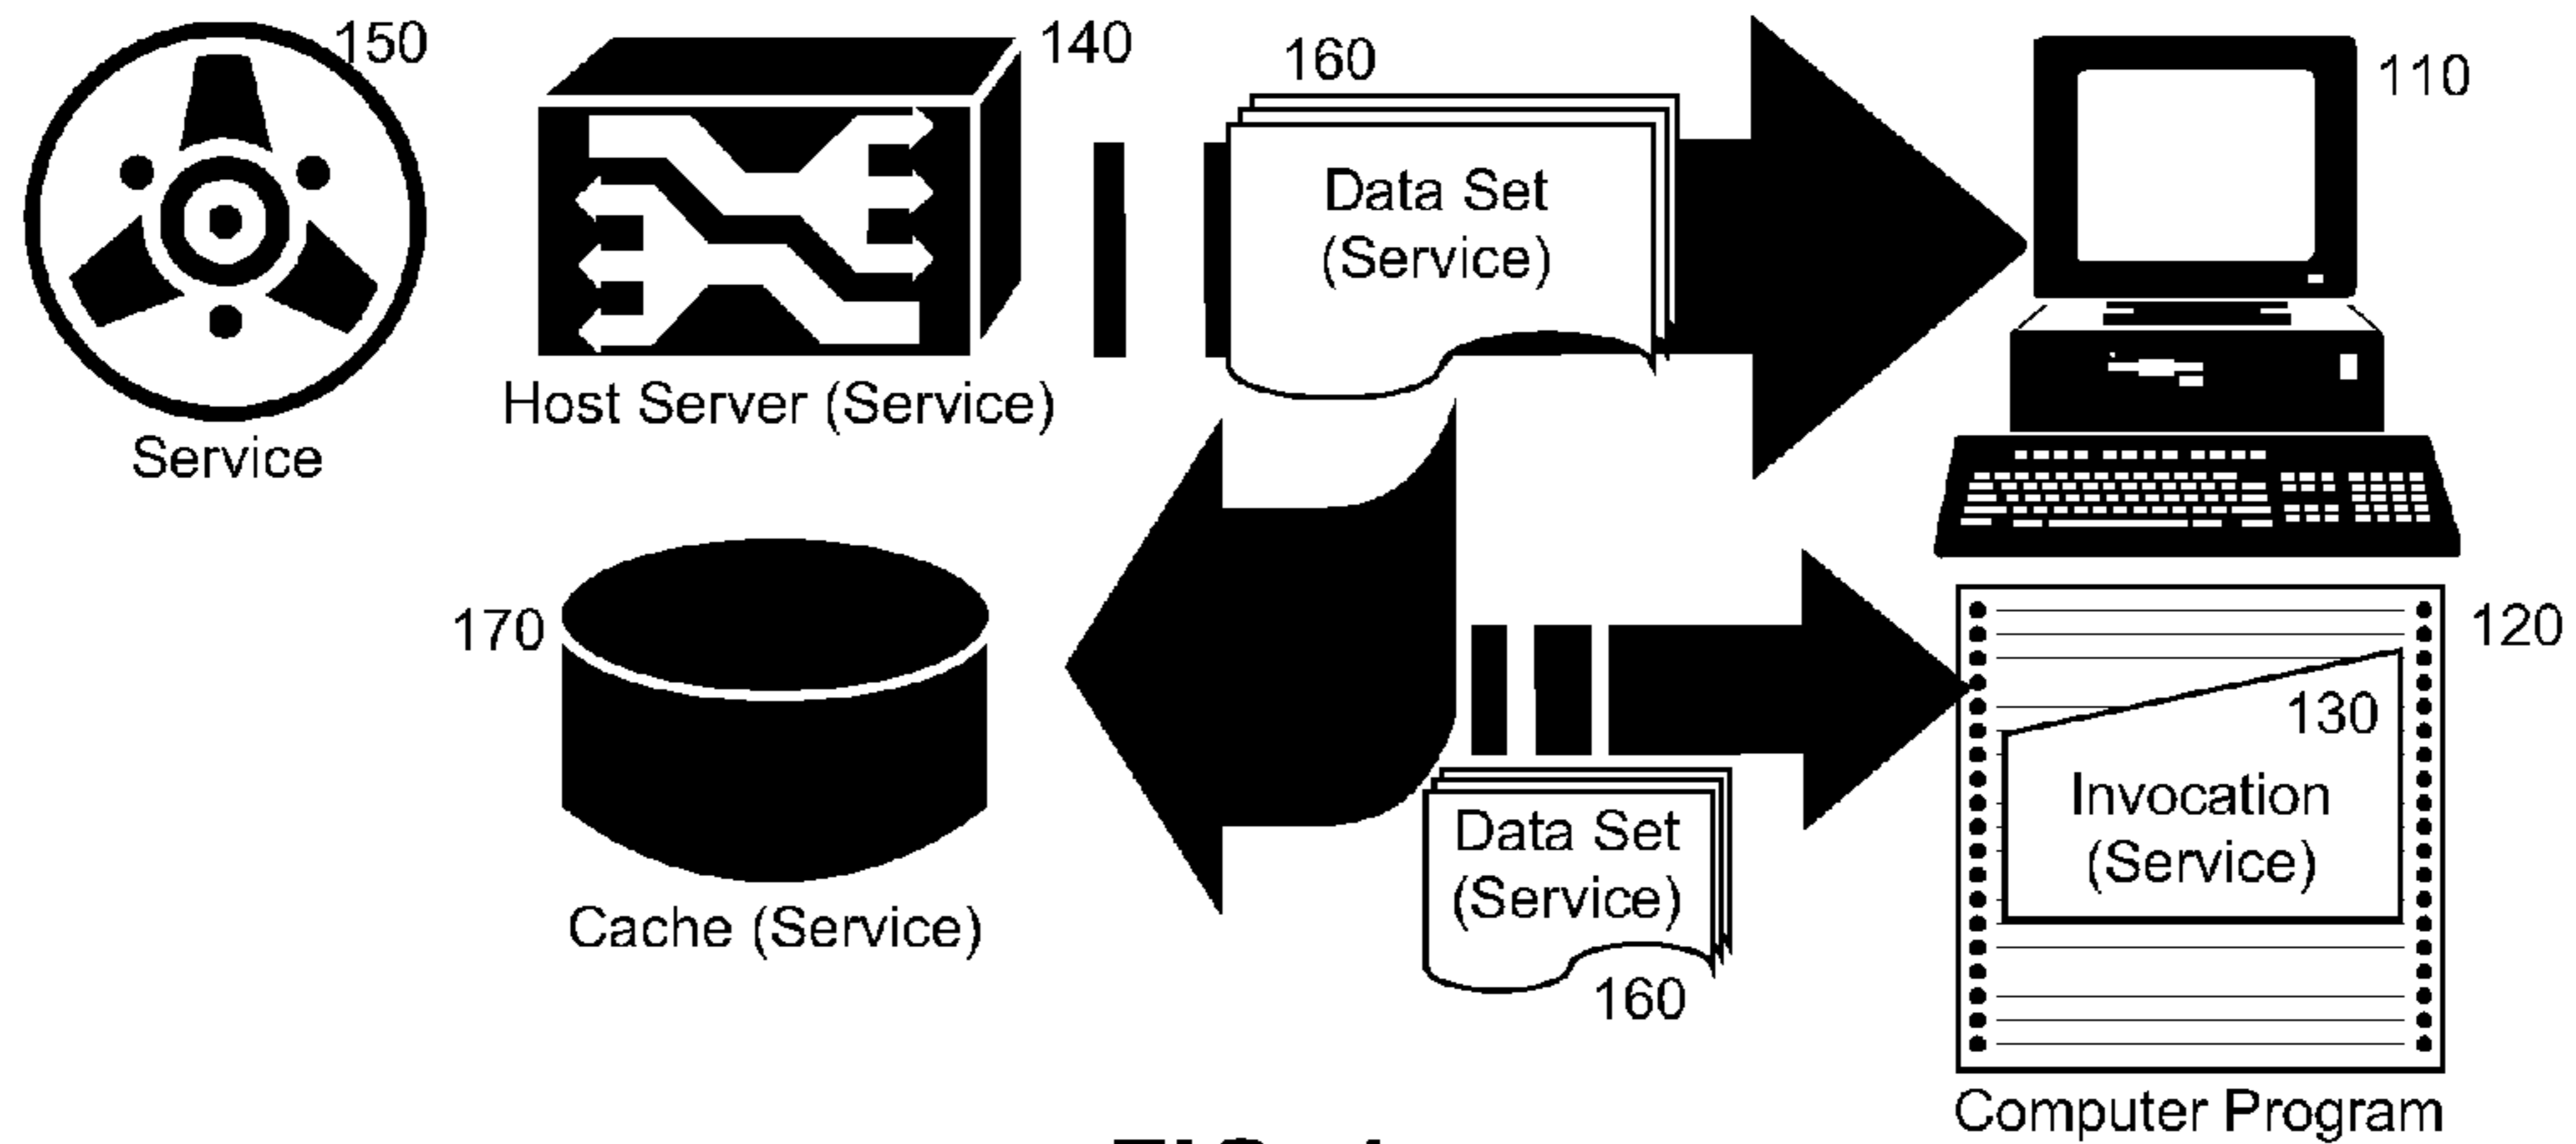 150
140
160
110
Data Set
(Service)
Host Server (Service)
Service
170
120
130
Invocation
(Service)
Data Set
(Service)
Cache (Service)
160
Computer Program